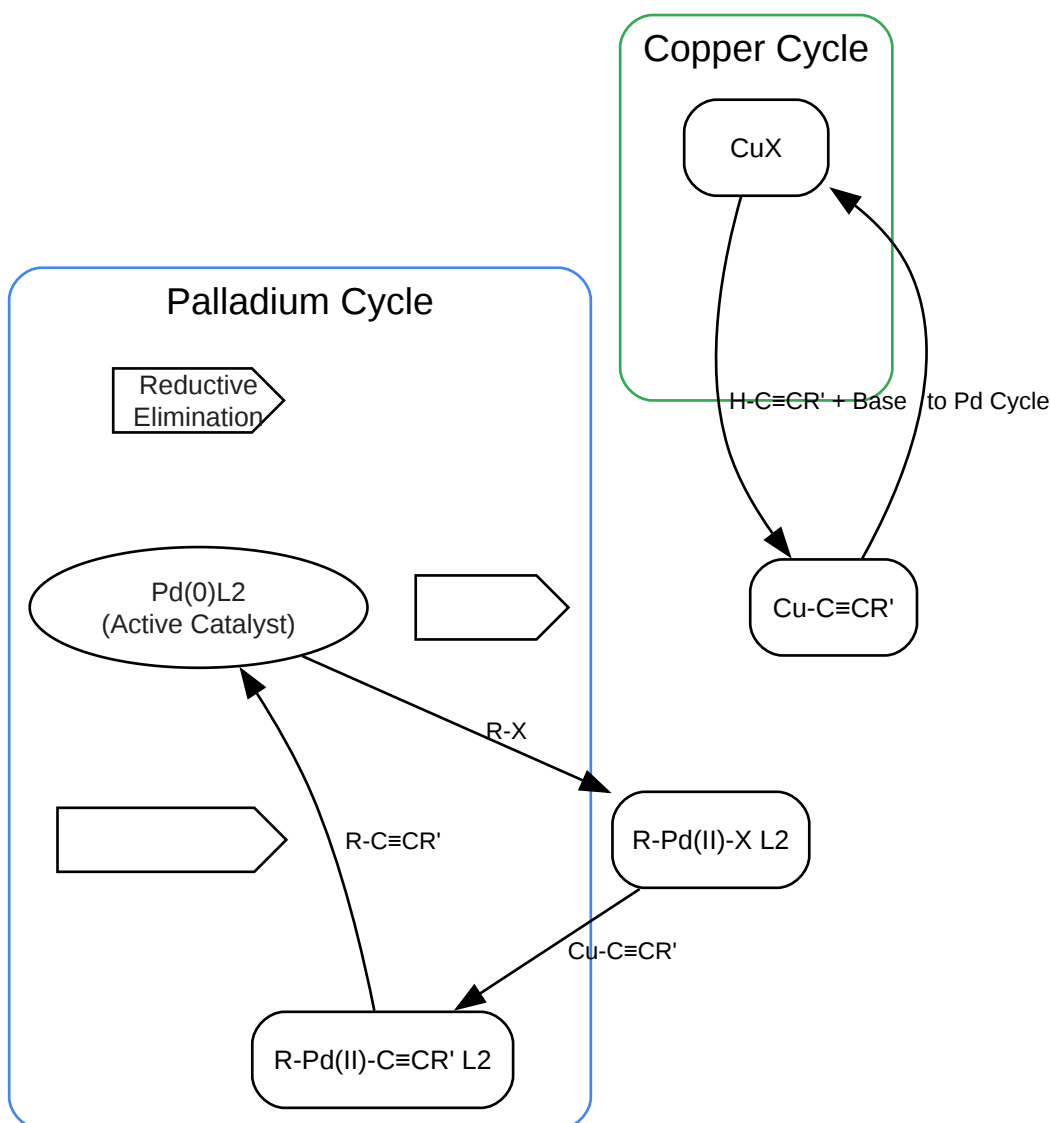 Copper Cycle
CuX
Palladium Cycle
Reductive
Elimination
H-C≡CR' + Base
to Pd Cycle
Pd(0)L2
(Active Catalyst)
Cu-C≡CR'
R-X
R-C≡CR'
R-Pd(II)-X L2
Cu-C≡CR'
R-Pd(II)-C≡CR' L2